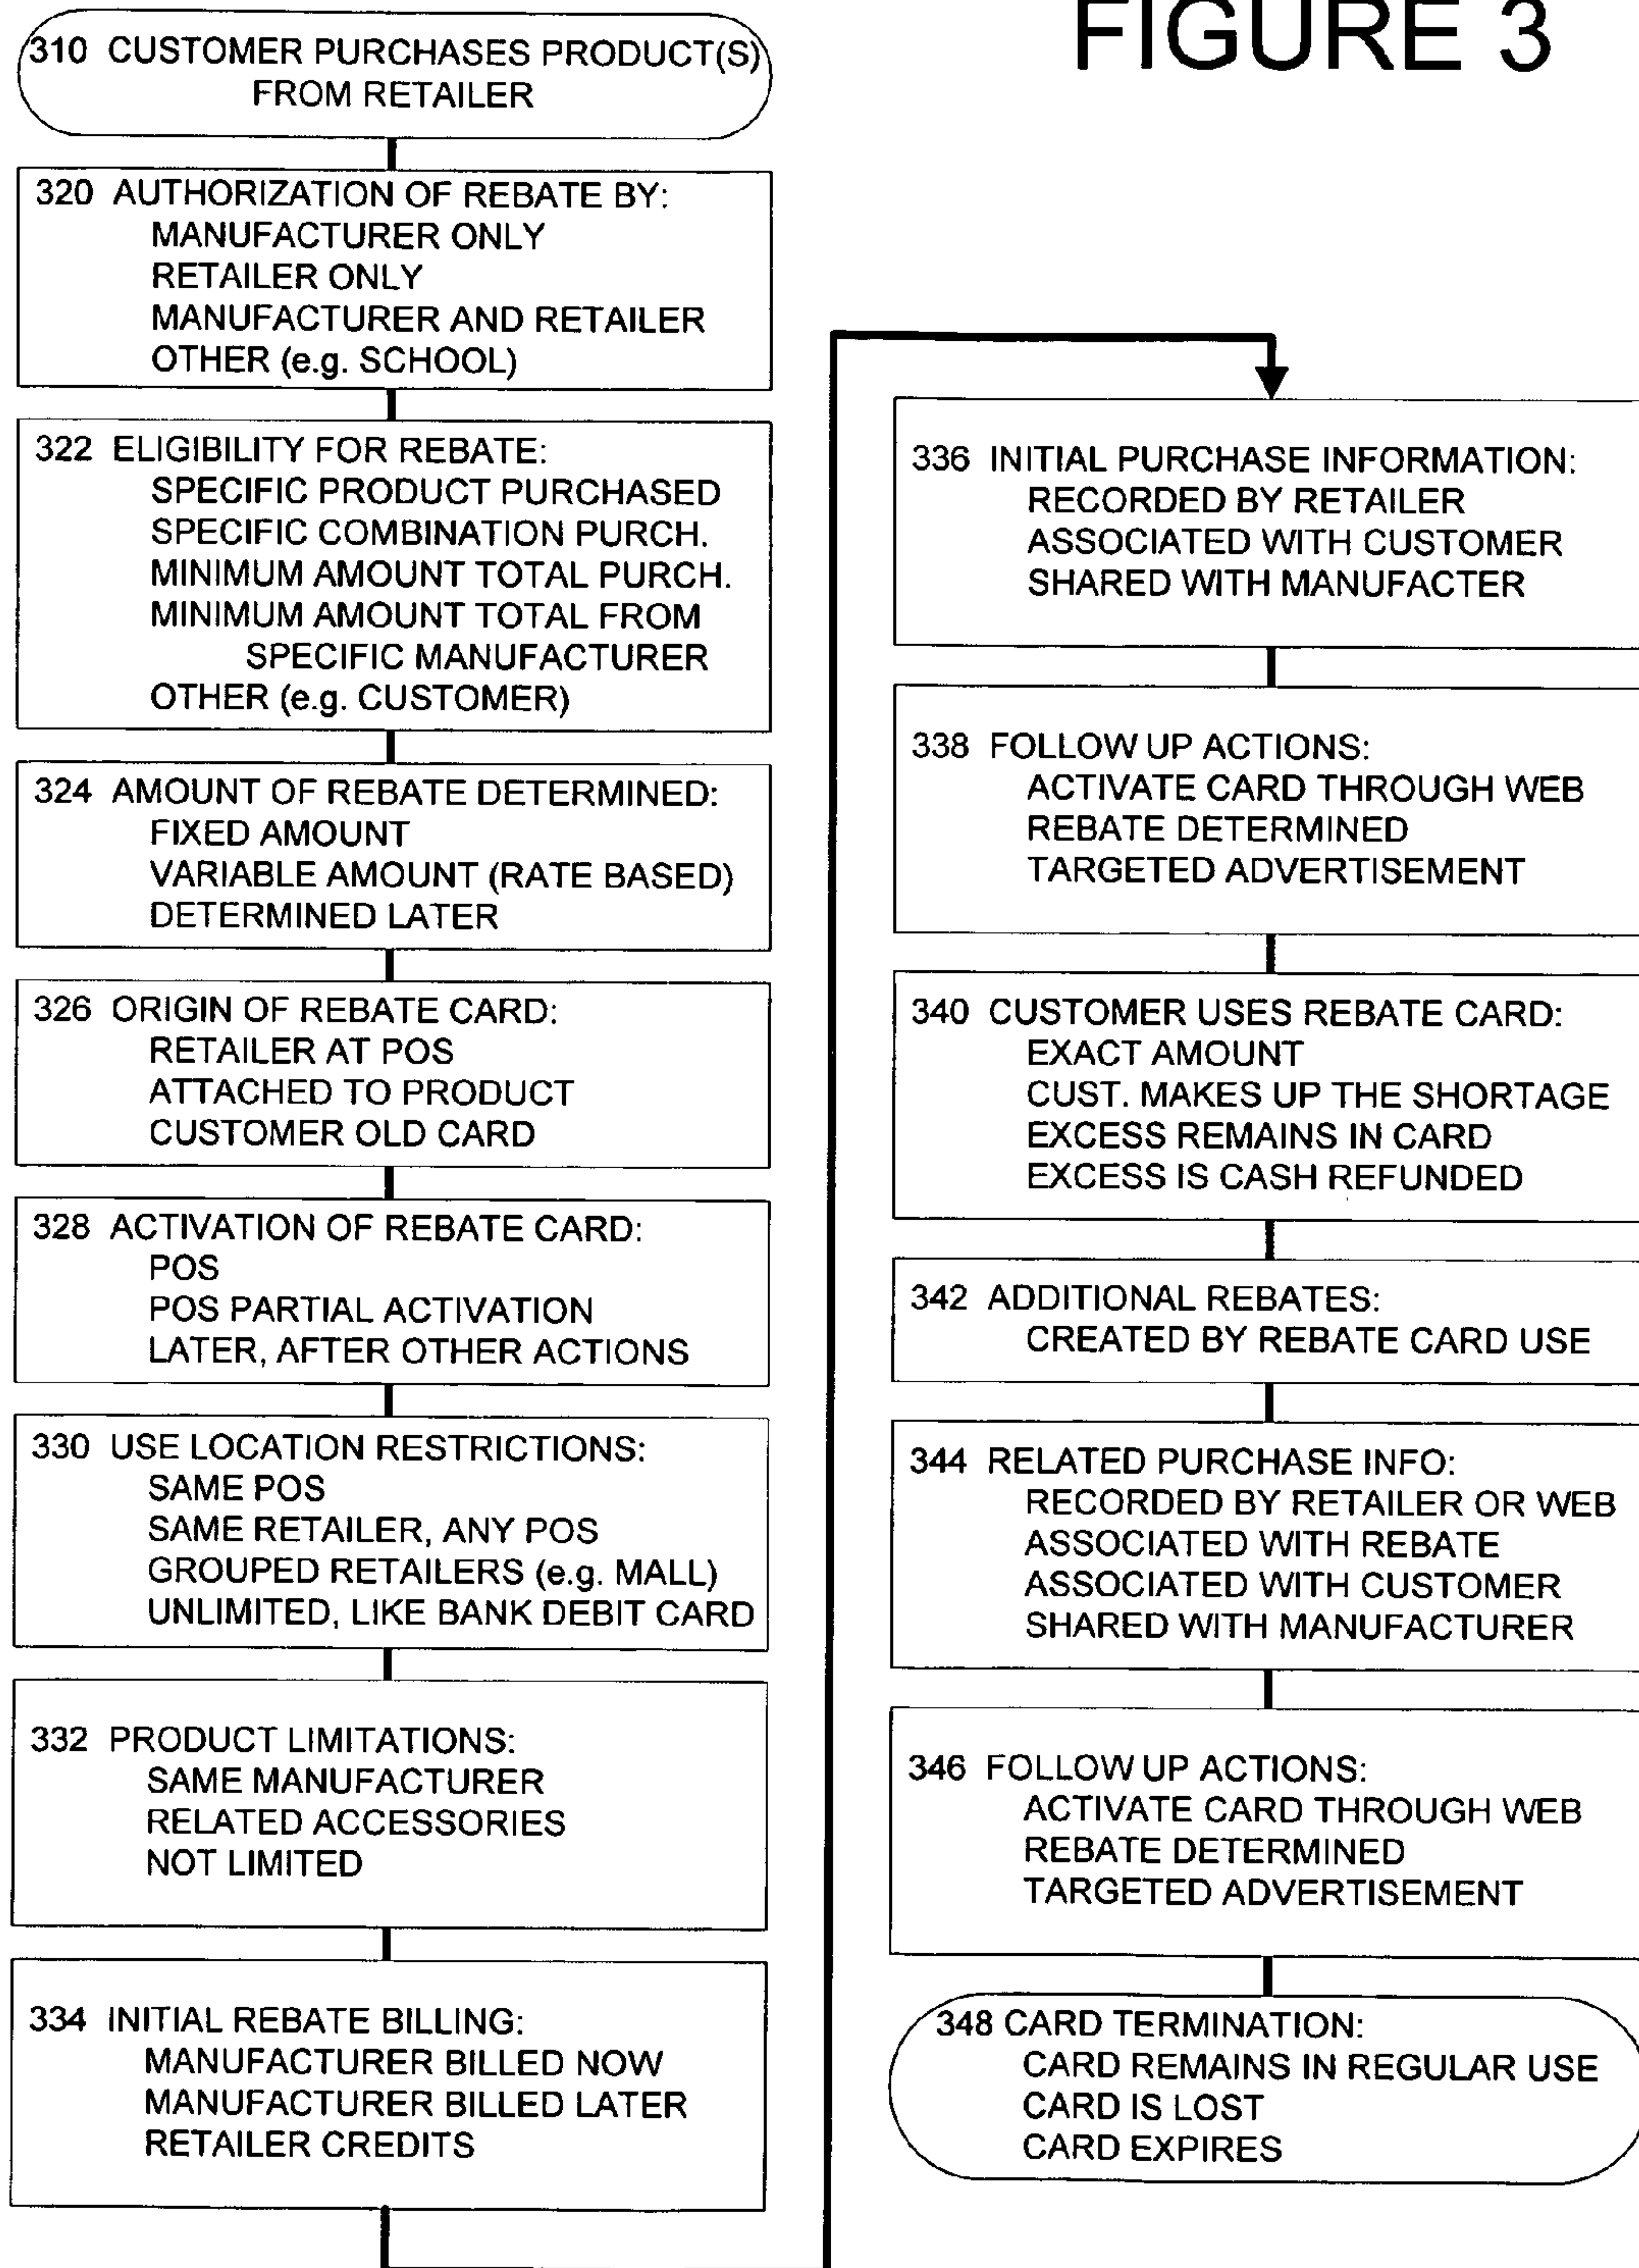 FIGURE 3
310 CUSTOMER PURCHASES PRODUCT(S)
FROM RETAILER
320 AUTHORIZATION OF REBATE BY:
MANUFACTURER ONLY
RETAILER ONLY
MANUFACTURER AND RETAILER
OTHER (e.g. SCHOOL)
322 ELIGIBILITY FOR REBATE:
SPECIFIC PRODUCT PURCHASED
SPECIFIC COMBINATION PURCH.
MINIMUM AMOUNT TOTAL PURCH.
MINIMUM AMOUNT TOTAL FROM
SPECIFIC MANUFACTURER
OTHER (e.g. CUSTOMER)
324 AMOUNT OF REBATE DETERMINED:
FIXED AMOUNT
VARIABLE AMOUNT (RATE BASED)
DETERMINED LATER
326 ORIGIN OF REBATE CARD:
RETAILER AT POS
ATTACHED TO PRODUCT
CUSTOMER OLD CARD
328 ACTIVATION OF REBATE CARD:
POS
POS PARTIAL ACTIVATION
LATER, AFTER OTHER ACTIONS
330 USE LOCATION RESTRICTIONS:
SAME POS
SAME RETAILER, ANY POS
GROUPED RETAILERS (e.g. MALL)
UNLIMITED, LIKE BANK DEBIT CARD
332 PRODUCT LIMITATIONS:
SAME MANUFACTURER
RELATED ACCESSORIES
NOT LIMITED
334 INITIAL REBATE BILLING:
MANUFACTURER BILLED NOW
MANUFACTURER BILLED LATER
RETAILER CREDITS
336 INITIAL PURCHASE INFORMATION:
RECORDED BY RETAILER
ASSOCIATED WITH CUSTOMER
SHARED WITH MANUFACTER
338 FOLLOW UP ACTIONS:
ACTIVATE CARD THROUGH WEB
REBATE DETERMINED
TARGETED ADVERTISEMENT
340 CUSTOMER USES REBATE CARD:
EXACT AMOUNT
CUST. MAKES UP THE SHORTAGE
EXCESS REMAINS IN CARD
EXCESS IS CASH REFUNDED
342 ADDITIONAL REBATES:
CREATED BY REBATE CARD USE
344 RELATED PURCHASE INFO:
RECORDED BY RETAILER OR WEB
ASSOCIATED WITH REBATE
ASSOCIATED WITH CUSTOMER
SHARED WITH MANUFACTURER
346 FOLLOW UP ACTIONS:
ACTIVATE CARD THROUGH WEB
REBATE DETERMINED
TARGETED ADVERTISEMENT
348 CARD TERMINATION:
CARD REMAINS IN REGULAR USE
CARD IS LOST
CARD EXPIRES